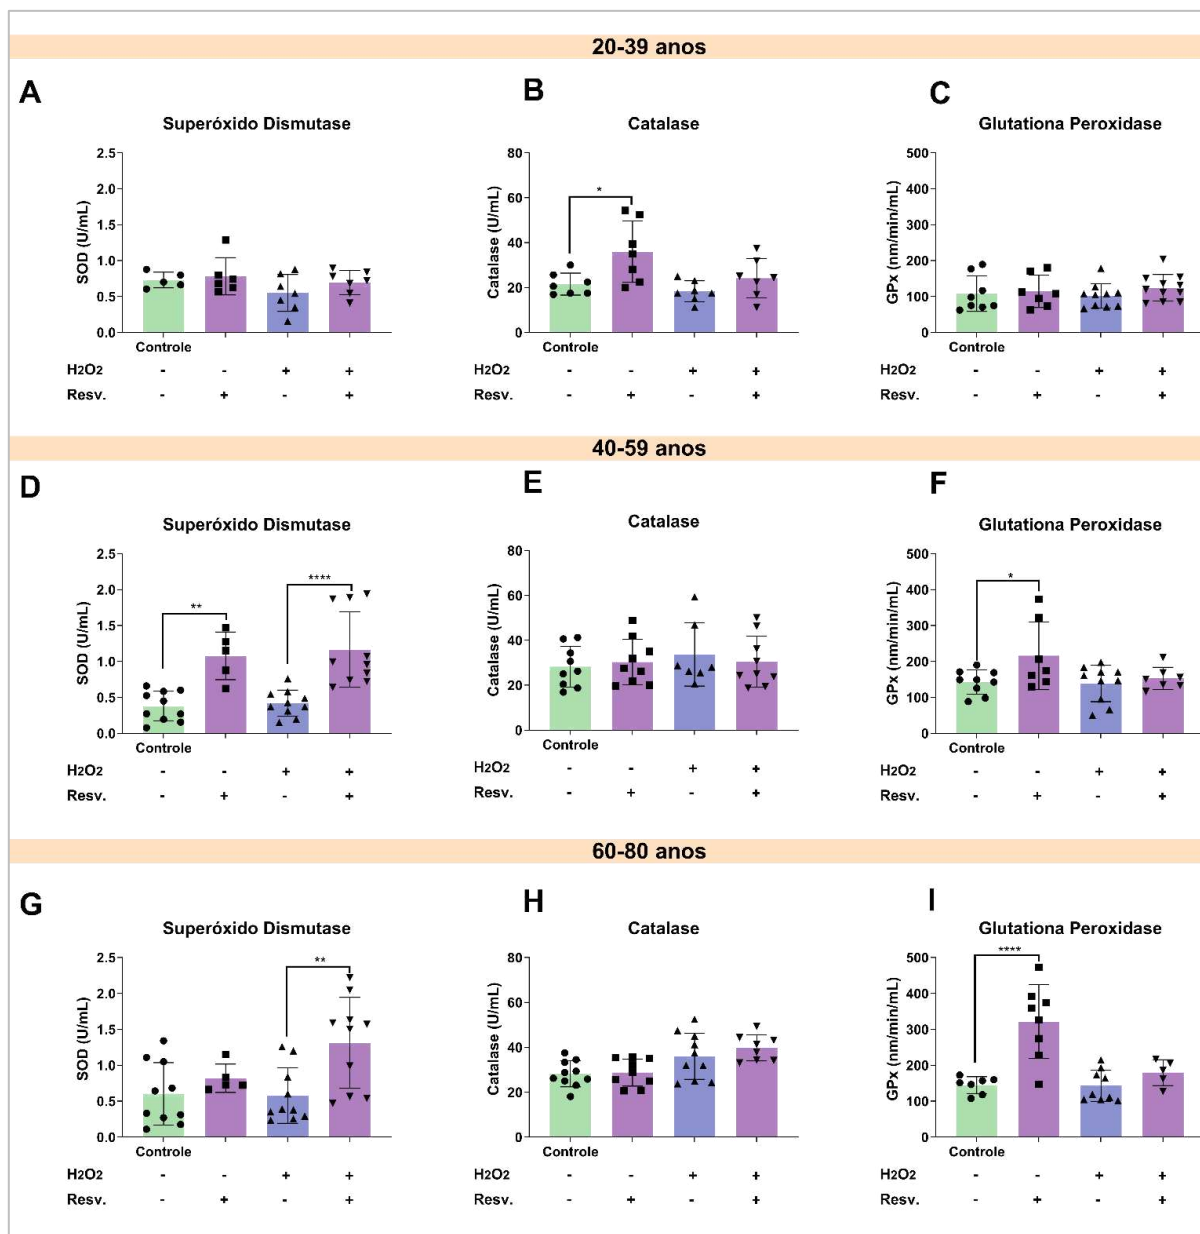 20-39 anos
A B C
Superóxido Dismutase Catalase Glutationa Peroxidase
SOD (U/mL)
2.5
2.0
1.5
1.0
0.5
0.0
Controle
H2O2 - - + +
Resv. - + - +
Catalase (U/mL)
80
60
40
20
0
*
Controle
H2O2 - - + +
Resv. - + - +
GPx (nm/min/mL)
500
400
300
200
100
0
Controle
H2O2 - - + +
Resv. - + - +
40-59 anos
D E F
Superóxido Dismutase Catalase Glutationa Peroxidase
SOD (U/mL)
2.5
2.0
1.5
1.0
0.5
0.0
**
****
Controle
H2O2 - - + +
Resv. - + - +
Catalase (U/mL)
80
60
40
20
0
H2O2 - - + +
Resv. - + - +
GPx (nm/min/mL)
500
400
300
200
100
0
*
Controle
H2O2 - - + +
Resv. - + - +
60-80 anos
G H I
Superóxido Dismutase Catalase Glutationa Peroxidase
SOD (U/mL)
2.5
2.0
1.5
1.0
0.5
0.0
**
Controle
H2O2 - - + +
Resv. - + - +
Catalase (U/mL)
80
60
40
20
0
Controle
H2O2 - - + +
Resv. - + - +
GPx (nm/min/mL)
500
400
300
200
100
0
****
Controle
H2O2 - - + +
Resv. - + - +